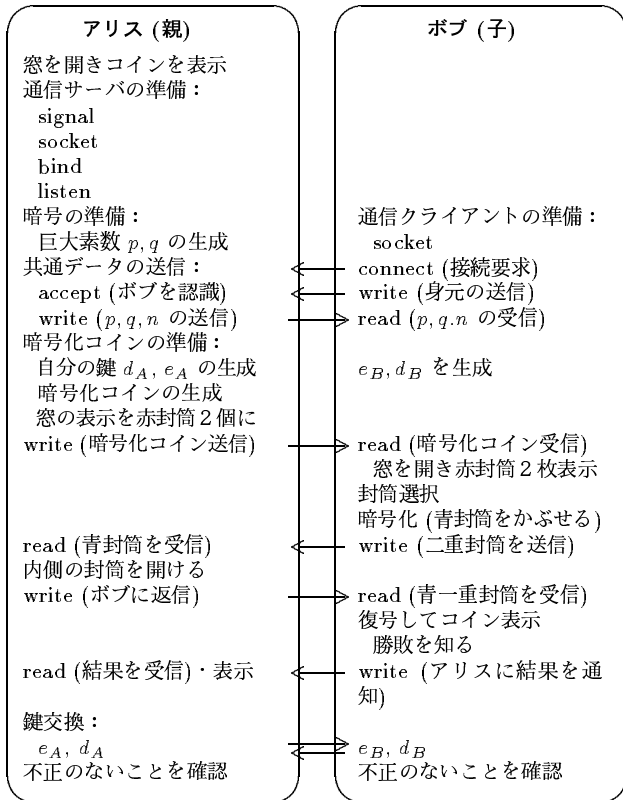 アリス (親)
窓を開きコインを表示
通信サーバの準備：
signal
socket
bind
listen
暗号の準備：
巨大素数 p, q の生成
共通データの送信：
accept (ボブを認識)
write (p, q, n の送信)
暗号化コインの準備：
自分の鍵 d_A, e_A の生成
暗号化コインの生成
窓の表示を赤封筒２個に
write (暗号化コイン送信)
read (青封筒を受信)
内側の封筒を開ける
write (ボブに返信)
read (結果を受信)・表示
鍵交換：
e_A, d_A
不正のないことを確認
ボブ (子)
通信クライアントの準備：
socket
connect (接続要求)
write (身元の送信)
read (p, q.n の受信)
e_B, d_B を生成
read (暗号化コイン受信)
窓を開き赤封筒２枚表示
封筒選択
暗号化 (青封筒をかぶせる)
write (二重封筒を送信)
read (青一重封筒を受信)
復号してコイン表示
勝敗を知る
write (アリスに結果を通
知)
e_B, d_B
不正のないことを確認